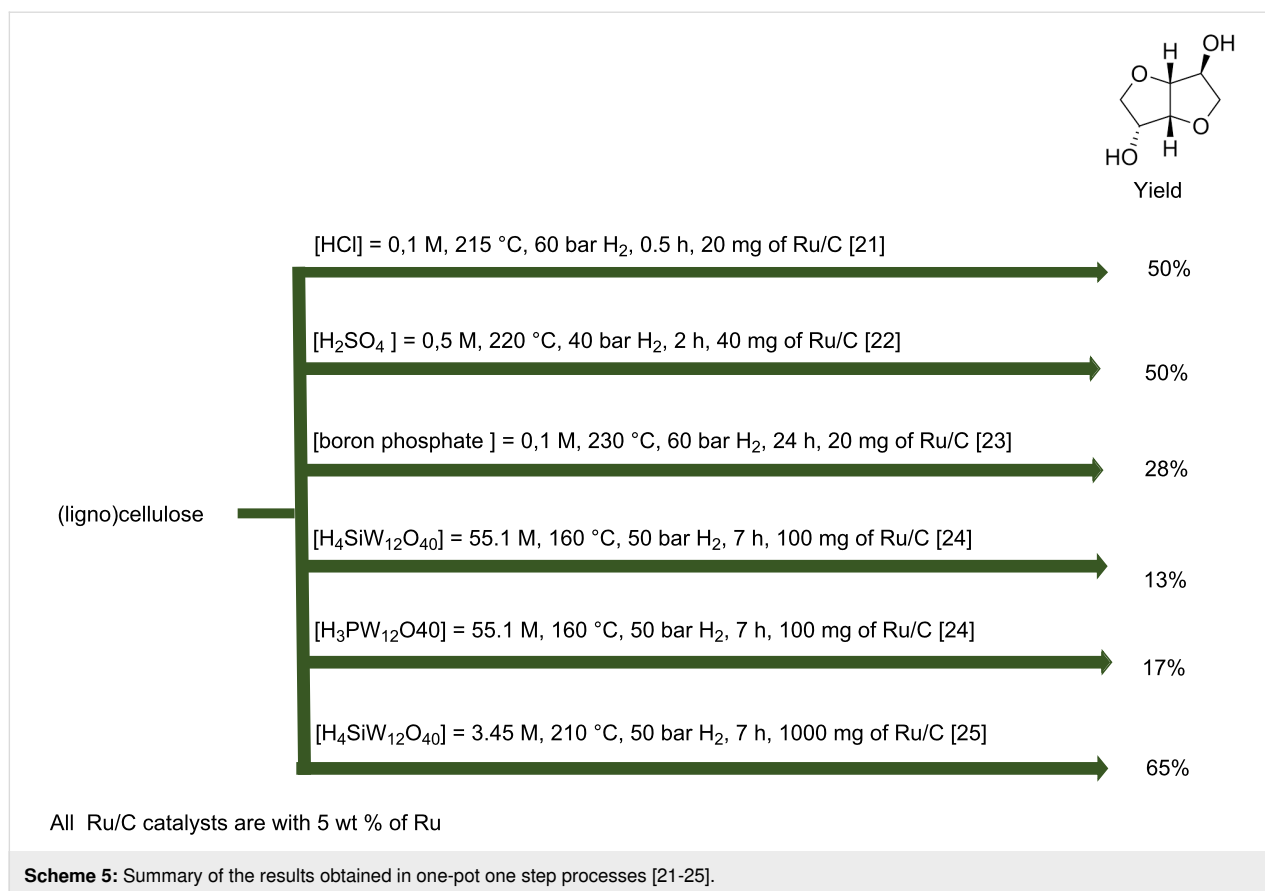 H
OH
O
O
HO
H
Yield
[HCl] = 0,1 M, 215 °C, 60 bar H₂, 0.5 h, 20 mg of Ru/C [21]
50%
[H₂SO₄ ] = 0,5 M, 220 °C, 40 bar H₂, 2 h, 40 mg of Ru/C [22]
50%
[boron phosphate ] = 0,1 M, 230 °C, 60 bar H₂, 24 h, 20 mg of Ru/C [23]
28%
(ligno)cellulose
[H₄SiW₁₂O₄₀] = 55.1 M, 160 °C, 50 bar H₂, 7 h, 100 mg of Ru/C [24]
13%
[H₃PW₁₂O40] = 55.1 M, 160 °C, 50 bar H₂, 7 h, 100 mg of Ru/C [24]
17%
[H₄SiW₁₂O₄₀] = 3.45 M, 210 °C, 50 bar H₂, 7 h, 1000 mg of Ru/C [25]
65%
All Ru/C catalysts are with 5 wt % of Ru
Scheme 5: Summary of the results obtained in one-pot one step processes [21-25].